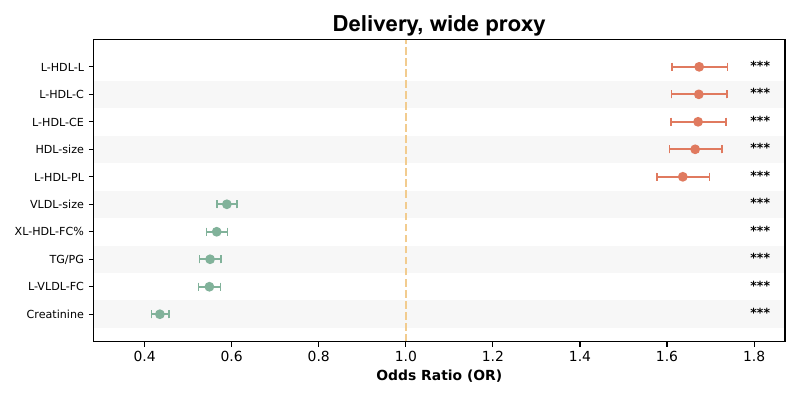 Delivery, wide proxy
L-HDL-L ***
L-HDL-C ***
L-HDL-CE ***
HDL-size ***
L-HDL-PL ***
VLDL-size ***
XL-HDL-FC% ***
TG/PG ***
L-VLDL-FC ***
Creatinine ***
0.4 0.6 0.8 1.0 1.2 1.4 1.6 1.8
Odds Ratio (OR)